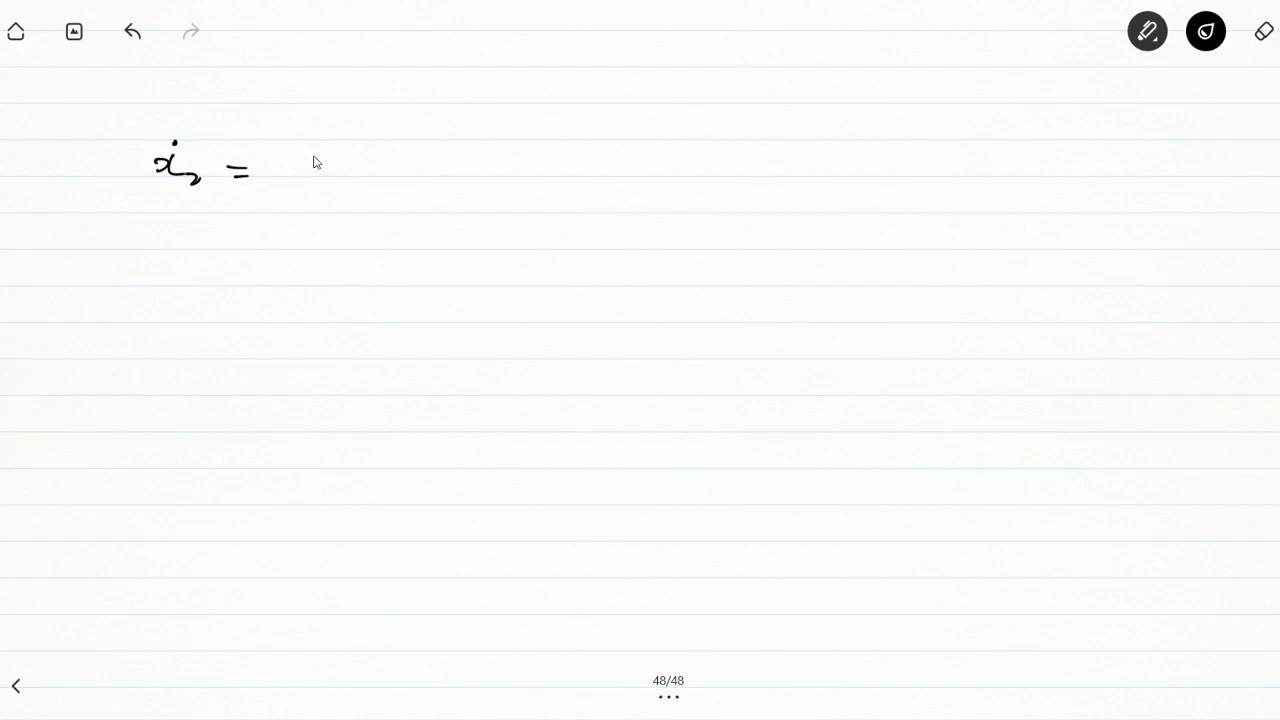 ẋ₂ =
48/48